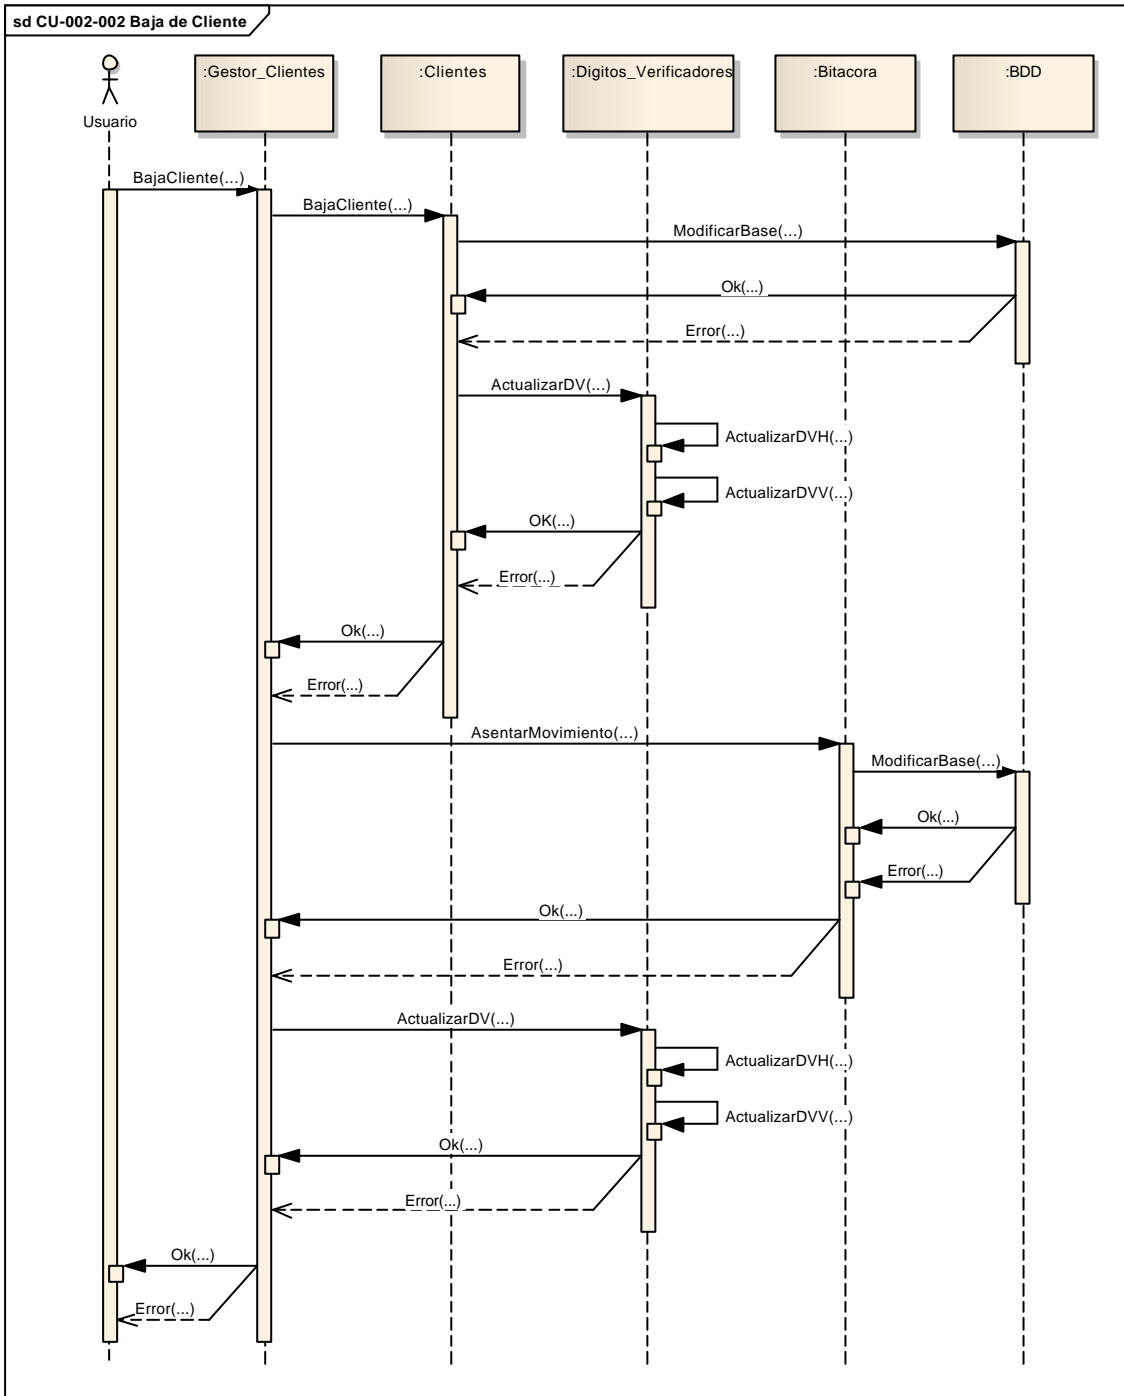 sd CU-002-002 Baja de Cliente
:Gestor_Clientes
:Clientes
:Digitos_Verificadores
:Bitacora
:BDD
Usuario
BajaCliente(...)
BajaCliente(...)
ModificarBase(...)
Ok(...)
Error(...)
ActualizarDV(...)
ActualizarDVH(...)
ActualizarDVV(...)
OK(...)
Error(...)
Ok(...)
Error(...)
AsentarMovimiento(...)
ModificarBase(...)
Ok(...)
Error(...)
Ok(...)
Error(...)
ActualizarDV(...)
ActualizarDVH(...)
ActualizarDVV(...)
Ok(...)
Error(...)
Ok(...)
Error(...)